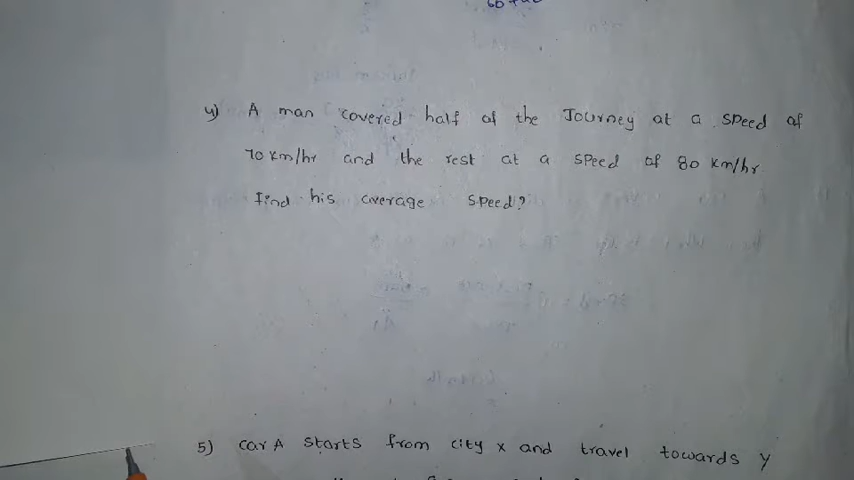 4) A man covered half of the Journey at a speed of
70 km/hr and the rest at a speed of 80 km/hr
Find his average speed?
5) car A starts from city x and travel towards y